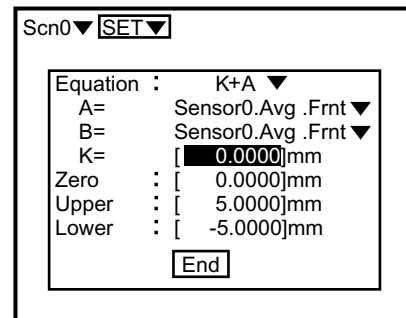 Scn0▼ SET▼
Equation : K+A ▼
A= Sensor0.Avg .Frnt ▼
B= Sensor0.Avg .Frnt ▼
K= [ 0.0000]mm
Zero : [ 0.0000]mm
Upper : [ 5.0000]mm
Lower : [ -5.0000]mm
End